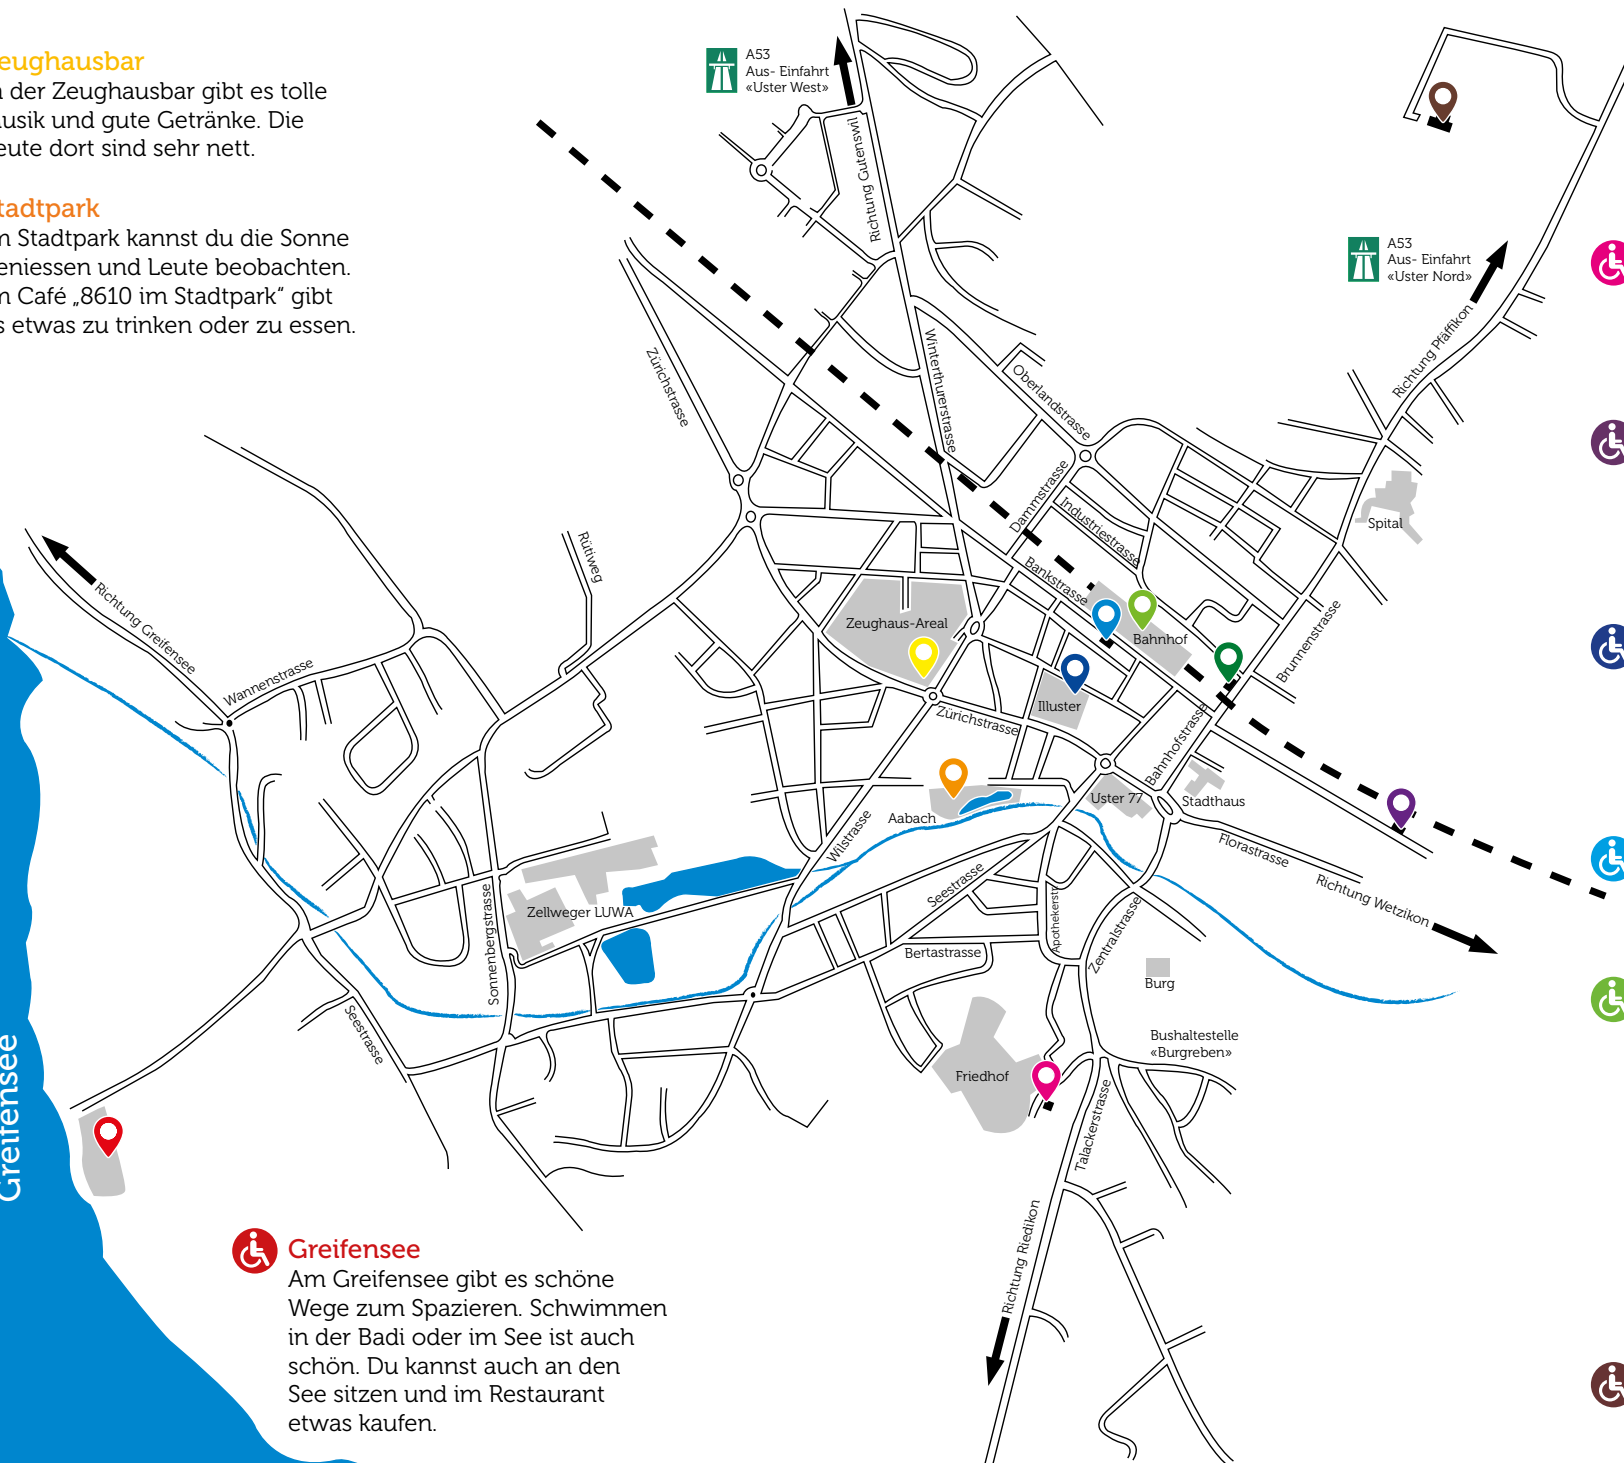 eughausbar
der Zeughausbar gibt es tolle
usik und gute Getränke. Die
eute dort sind sehr nett.
tadtpark
Stadtpark kannst du die Sonne
eniessen und Leute beobachten.
Café „8610 im Stadtpark“ gibt
s etwas zu trinken oder zu essen.
A53
Aus- Einfahrt
«Uster West»
Richtung Gutenswil
A53
Aus- Einfahrt
«Uster Nord»
Richtung Pfäffikon
Zürichstrasse
Winterthurerstrasse
Oberlandstrasse
Dammstrasse
Industriestrasse
Bankstrasse
Spital
Rütiweg
Richtung Greifensee
Wannenstrasse
Zeughaus-Areal
Bahnhof
Brunnenstrasse
Illuster
Zürichstrasse
Bahnhofstrasse
Uster 77
Stadthaus
Aabach
Wilstrasse
Florastrasse
Richtung Wetzikon
Seestrasse
Apothekerstr.
Zellweger LUWA
Sonnenbergstrasse
Bertastrasse
Zentralstrasse
Burg
Seestrasse
Bushaltestelle
«Burgreben»
Friedhof
Talackerstrasse
Richtung Riedikon
Greifensee
Greifensee
Am Greifensee gibt es schöne
Wege zum Spazieren. Schwimmen
in der Badi oder im See ist auch
schön. Du kannst auch an den
See sitzen und im Restaurant
etwas kaufen.